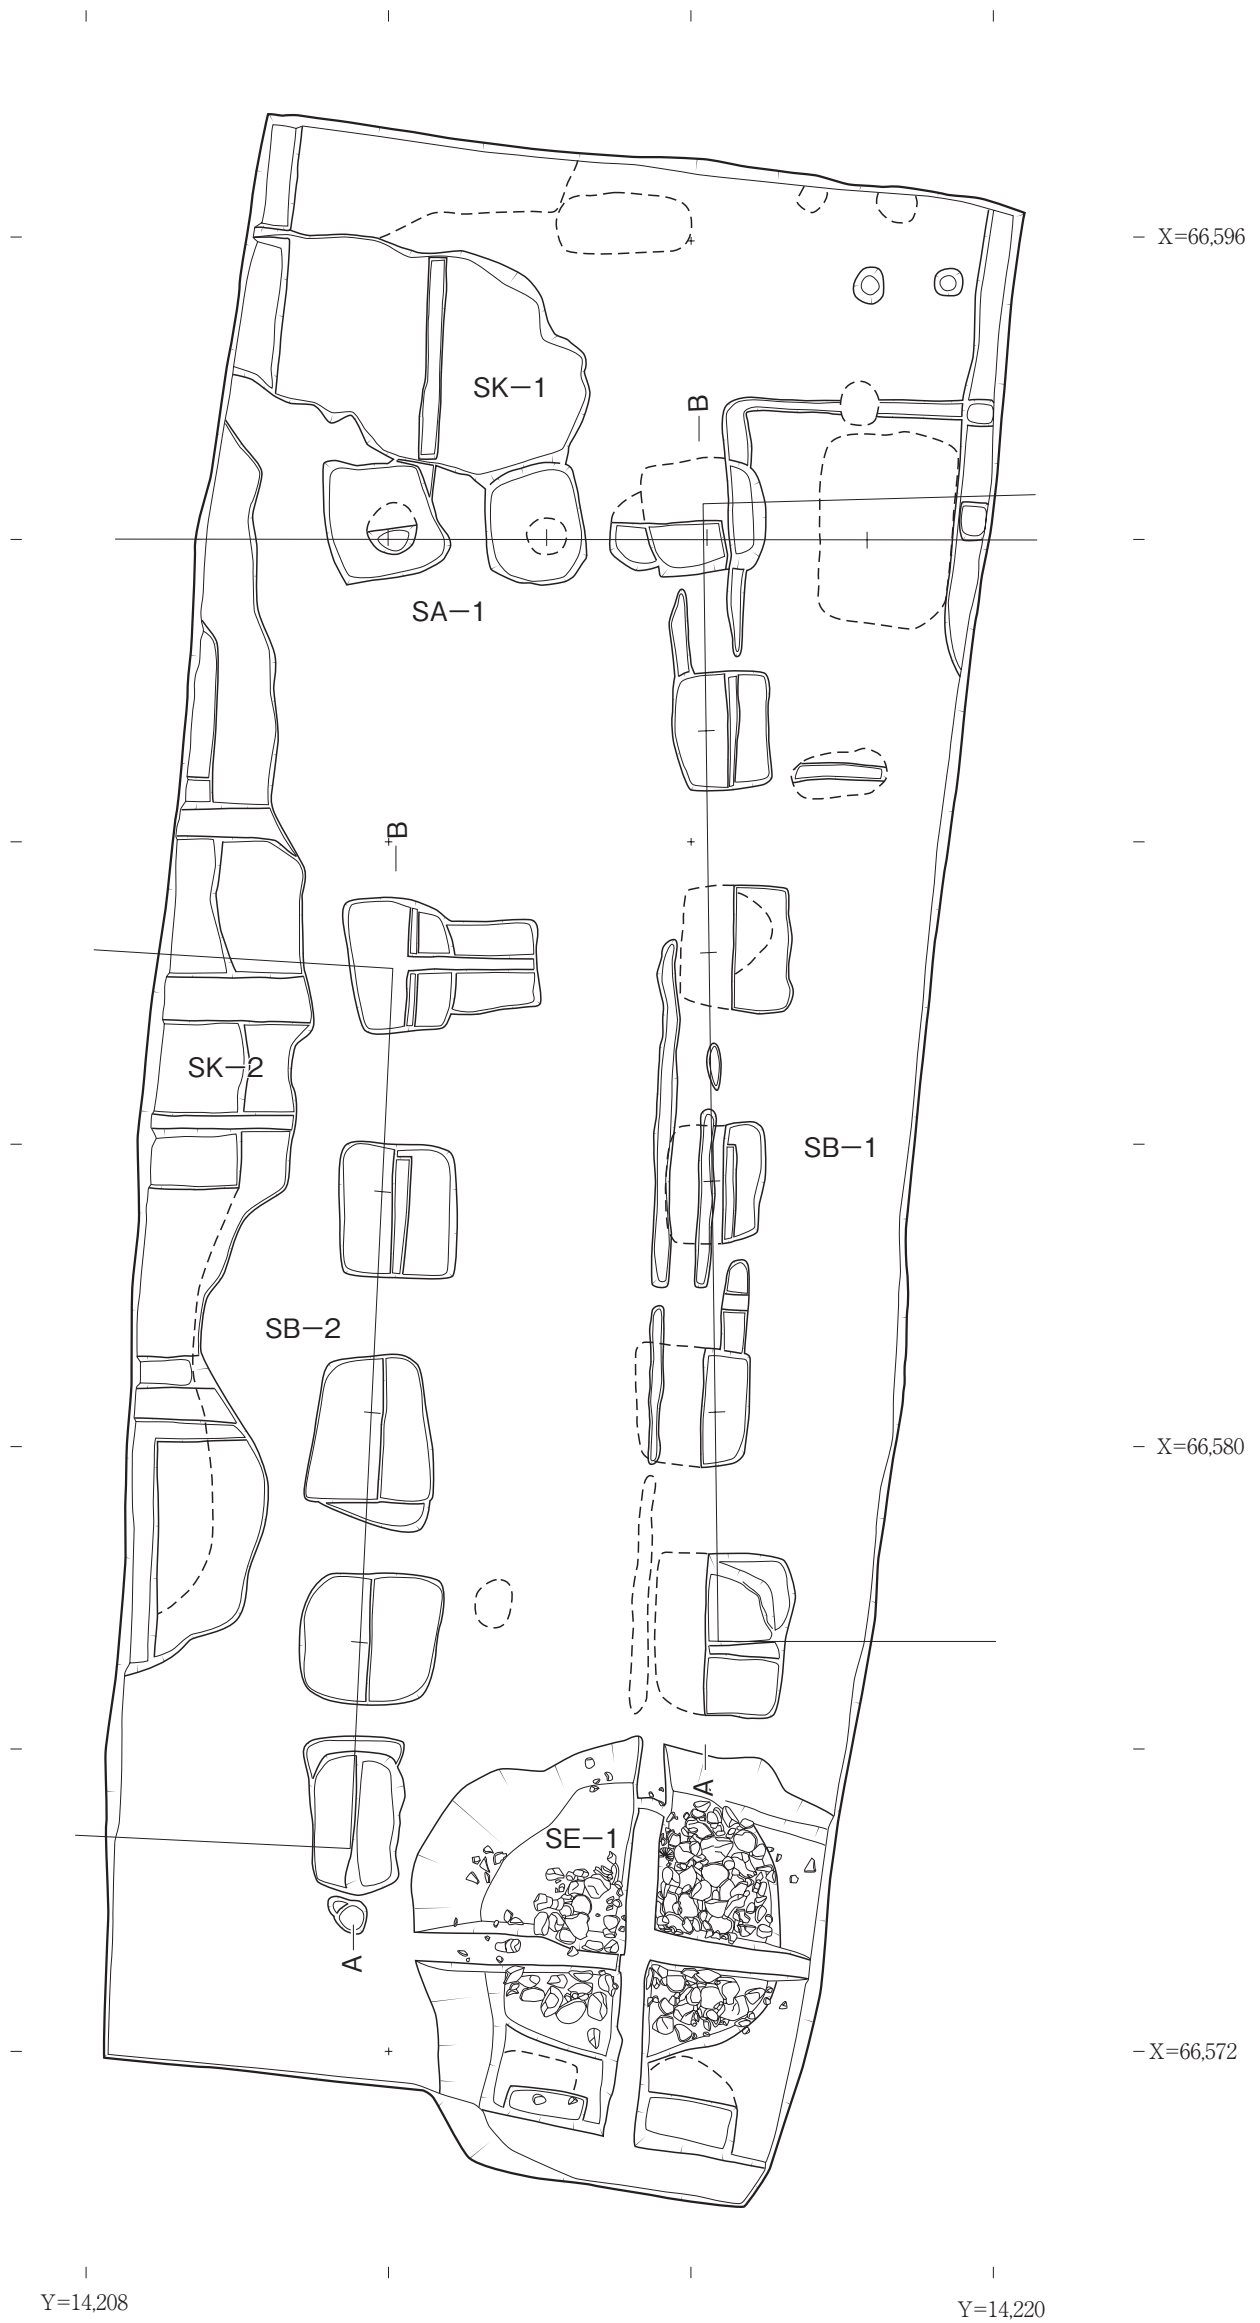 X=66,596
SK-1
B
SA-1
B
SK-2
SB-1
SB-2
X=66,580
A
SE-1
A
X=66,572
Y=14,208
Y=14,220